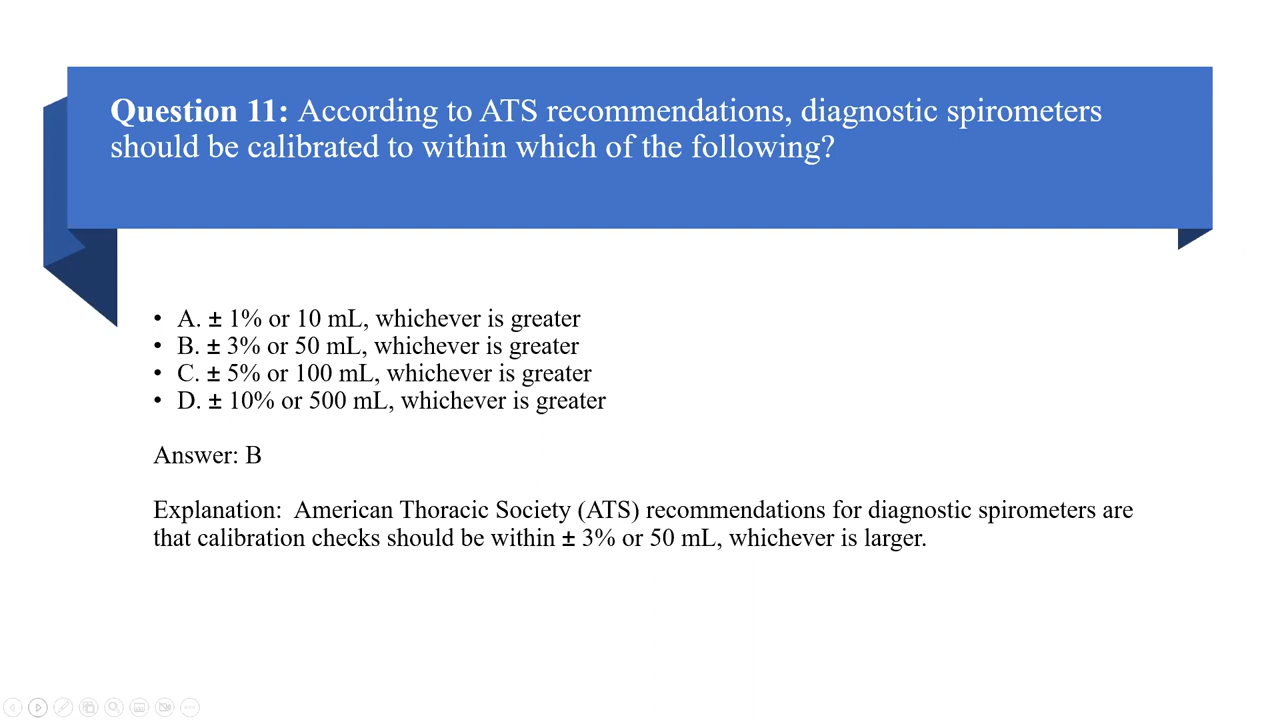 Question 11: According to ATS recommendations, diagnostic spirometers
should be calibrated to within which of the following?
• A. ± 1% or 10 mL, whichever is greater
• B. ± 3% or 50 mL, whichever is greater
• C. ± 5% or 100 mL, whichever is greater
• D. ± 10% or 500 mL, whichever is greater
Answer: B
Explanation:  American Thoracic Society (ATS) recommendations for diagnostic spirometers are
that calibration checks should be within ± 3% or 50 mL, whichever is larger.